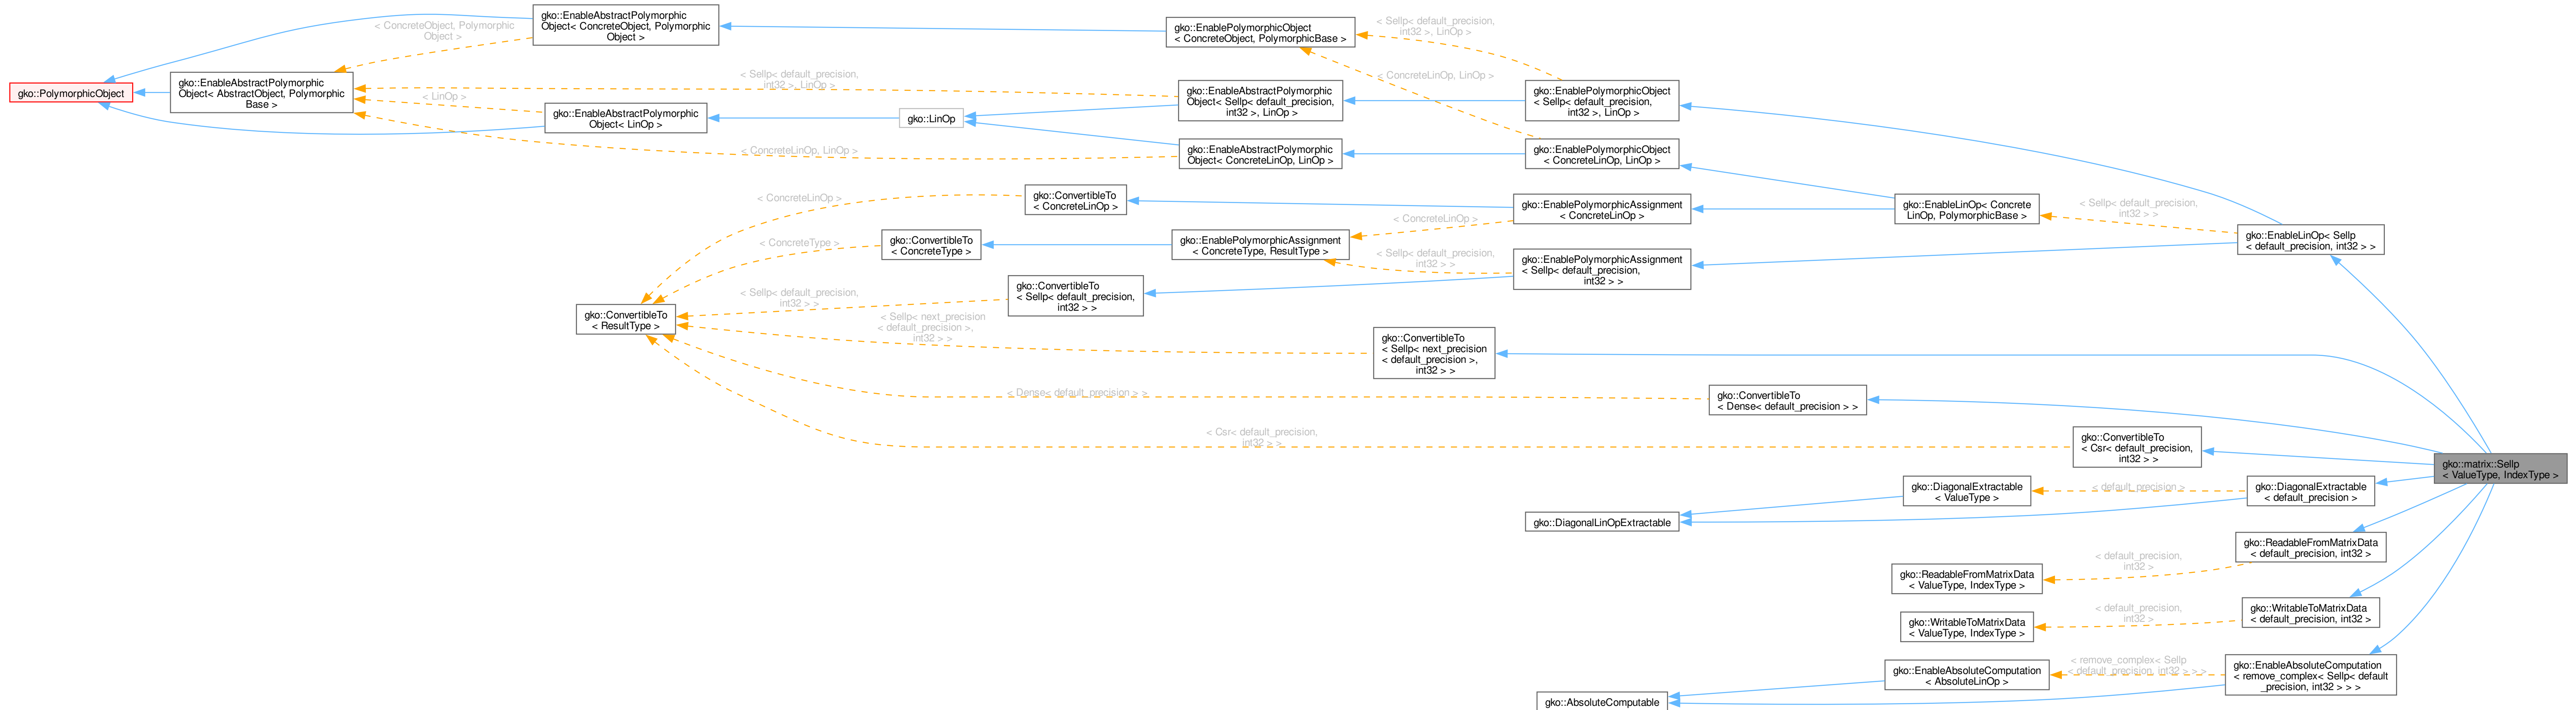 gko::EnableAbstractPolymorphic
Object< ConcreteObject, Polymorphic
Object >
< ConcreteObject, Polymorphic
Object >
gko::EnablePolymorphicObject
< ConcreteObject, PolymorphicBase >
< Sellp< default_precision,
int32 >, LinOp >
gko::PolymorphicObject
gko::EnableAbstractPolymorphic
Object< AbstractObject, Polymorphic
Base >
< Sellp< default_precision,
int32 >, LinOp >
< LinOp >
gko::EnableAbstractPolymorphic
Object< LinOp >
gko::LinOp
gko::EnableAbstractPolymorphic
Object< Sellp< default_precision,
int32 >, LinOp >
< ConcreteLinOp, LinOp >
gko::EnablePolymorphicObject
< Sellp< default_precision,
int32 >, LinOp >
< ConcreteLinOp, LinOp >
gko::EnableAbstractPolymorphic
Object< ConcreteLinOp, LinOp >
gko::EnablePolymorphicObject
< ConcreteLinOp, LinOp >
< ConcreteLinOp >
gko::ConvertibleTo
< ConcreteLinOp >
gko::EnablePolymorphicAssignment
< ConcreteLinOp >
gko::EnableLinOp< Concrete
LinOp, PolymorphicBase >
< Sellp< default_precision,
int32 > >
< ConcreteLinOp >
< ConcreteType >
gko::ConvertibleTo
< ConcreteType >
gko::EnablePolymorphicAssignment
< ConcreteType, ResultType >
gko::EnableLinOp< Sellp
< default_precision, int32 > >
< Sellp< default_precision,
int32 > >
gko::EnablePolymorphicAssignment
< Sellp< default_precision,
int32 > >
gko::ConvertibleTo
< ResultType >
< Sellp< default_precision,
int32 > >
gko::ConvertibleTo
< Sellp< default_precision,
int32 > >
< Sellp< next_precision
< default_precision >,
int32 > >
gko::ConvertibleTo
< Sellp< next_precision
< default_precision >,
int32 > >
< Dense< default_precision > >
gko::ConvertibleTo
< Dense< default_precision > >
< Csr< default_precision,
int32 > >
gko::ConvertibleTo
< Csr< default_precision,
int32 > >
gko::matrix::Sellp
< ValueType, IndexType >
gko::DiagonalExtractable
< ValueType >
< default_precision >
gko::DiagonalExtractable
< default_precision >
gko::DiagonalLinOpExtractable
gko::ReadableFromMatrixData
< default_precision, int32 >
< default_precision,
int32 >
gko::ReadableFromMatrixData
< ValueType, IndexType >
gko::WritableToMatrixData
< default_precision, int32 >
< default_precision,
int32 >
gko::WritableToMatrixData
< ValueType, IndexType >
gko::EnableAbsoluteComputation
< AbsoluteLinOp >
< remove_complex< Sellp
< default_precision, int32 > > >
gko::EnableAbsoluteComputation
< remove_complex< Sellp< default
_precision, int32 > > >
gko::AbsoluteComputable